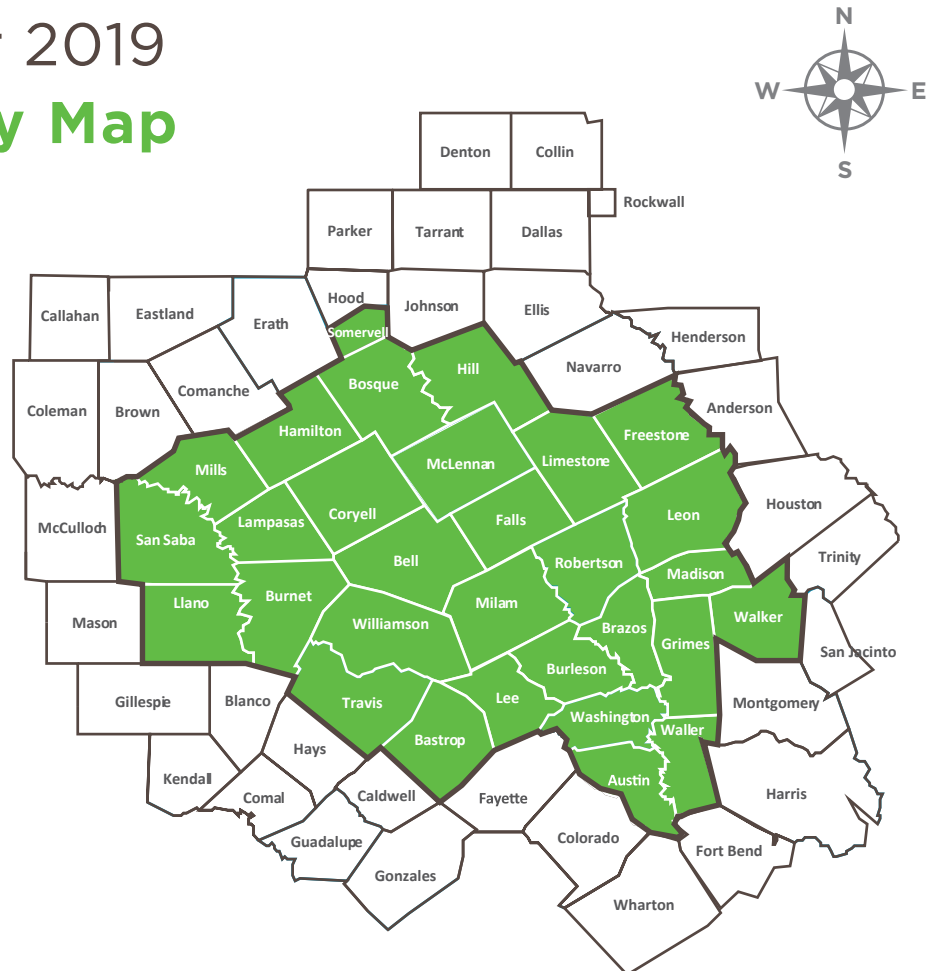 2019
Map
N
W
E
S
Denton
Collin
Rockwall
Parker
Tarrant
Dallas
Callahan
Eastland
Erath
Hood
Johnson
Ellis
Somervell
Henderson
Navarro
Coleman
Brown
Comanche
Bosque
Hill
Anderson
Hamilton
Freestone
Mills
McLennan
Limestone
McCulloch
San Saba
Lampasas
Coryell
Falls
Leon
Houston
Trinity
Bell
Robertson
Madison
Mason
Llano
Burnet
Williamson
Milam
Brazos
Grimes
Walker
San Jacinto
Burleson
Gillespie
Blanco
Travis
Lee
Washington
Waller
Montgomery
Hays
Bastrop
Kendall
Comal
Caldwell
Fayette
Austin
Harris
Guadalupe
Colorado
Fort Bend
Gonzales
Wharton